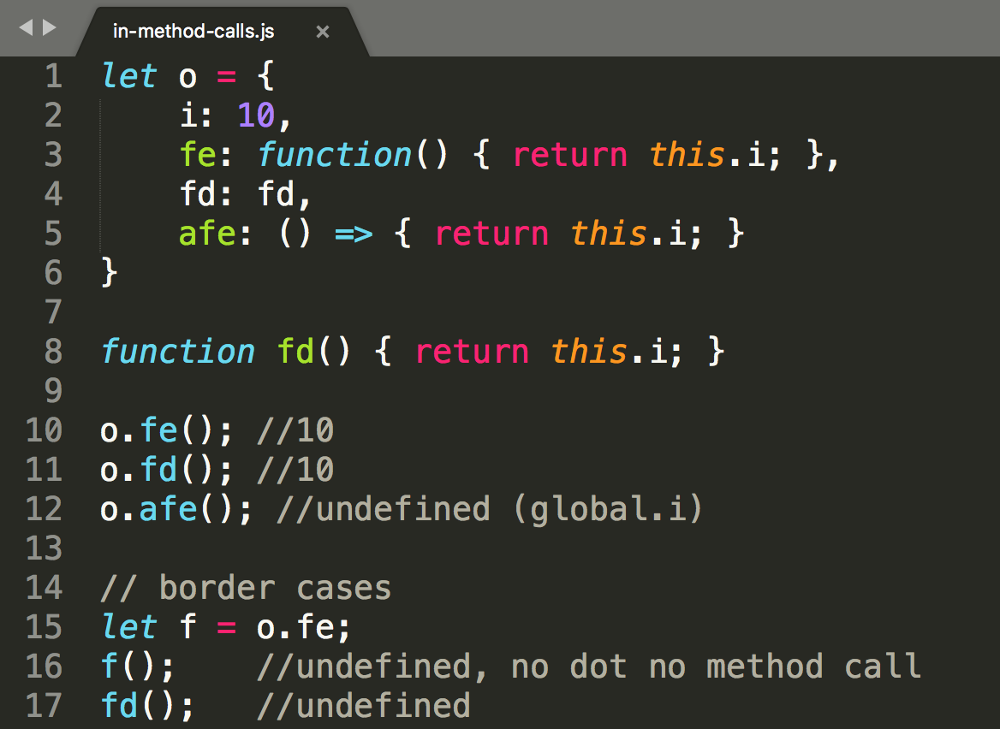 in-method-calls.js ×
1 let o = {
2     i: 10,
3     fe: function() { return this.i; },
4     fd: fd,
5     afe: () => { return this.i; }
6 }
7
8 function fd() { return this.i; }
9
10 o.fe(); //10
11 o.fd(); //10
12 o.afe(); //undefined (global.i)
13
14 // border cases
15 let f = o.fe;
16 f();    //undefined, no dot no method call
17 fd();   //undefined